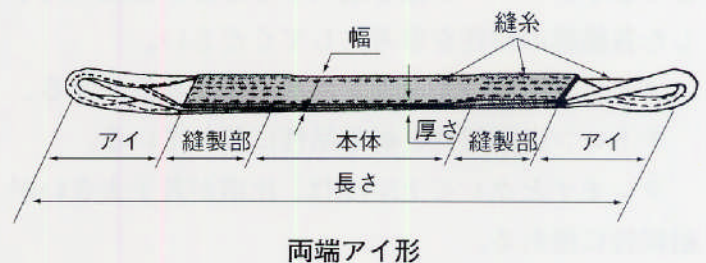 縫糸
幅
厚さ
アイ 縫製部 本体 縫製部 アイ
長さ
両端アイ形